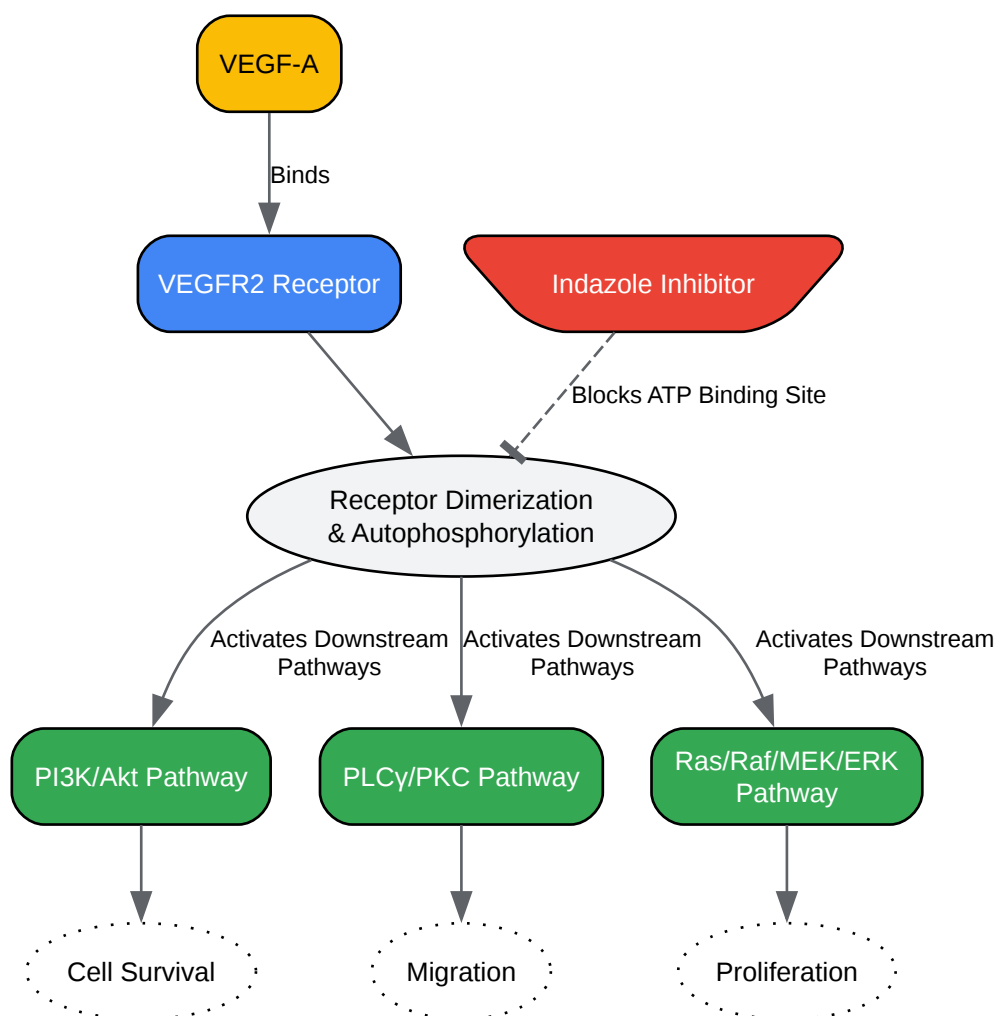 VEGF-A
Binds
VEGFR2 Receptor
Indazole Inhibitor
Blocks ATP Binding Site
Receptor Dimerization
& Autophosphorylation
Activates Downstream
Pathways
Activates Downstream
Pathways
Activates Downstream
Pathways
PI3K/Akt Pathway
PLCγ/PKC Pathway
Ras/Raf/MEK/ERK
Pathway
Cell Survival
Migration
Proliferation